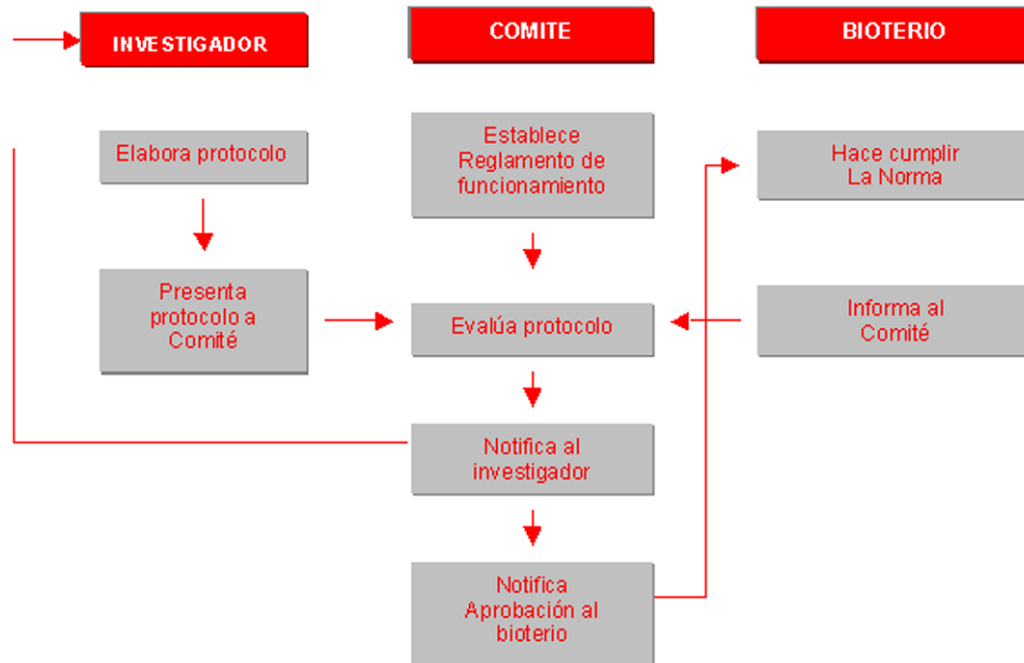 INVESTIGADOR
COMITE
BIOTERIO
Elabora protocolo
Establece
Reglamento de
funcionamiento
Hace cumplir
La Norma
Presenta
protocolo a
Comité
Evalúa protocolo
Informa al
Comité
Notifica al
investigador
Notifica
Aprobación al
bioterio